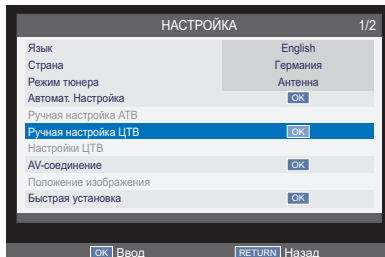 НАСТРОЙКА 1/2
Язык English
Страна Германия
Режим тюнера Антенна
Автомат. Настройка OK
Ручная настройка АТВ
Ручная настройка ЦТВ OK
Настройки ЦТВ
AV-соединение OK
Положение изображения
Быстрая установка OK
OK Ввод RETURN Назад